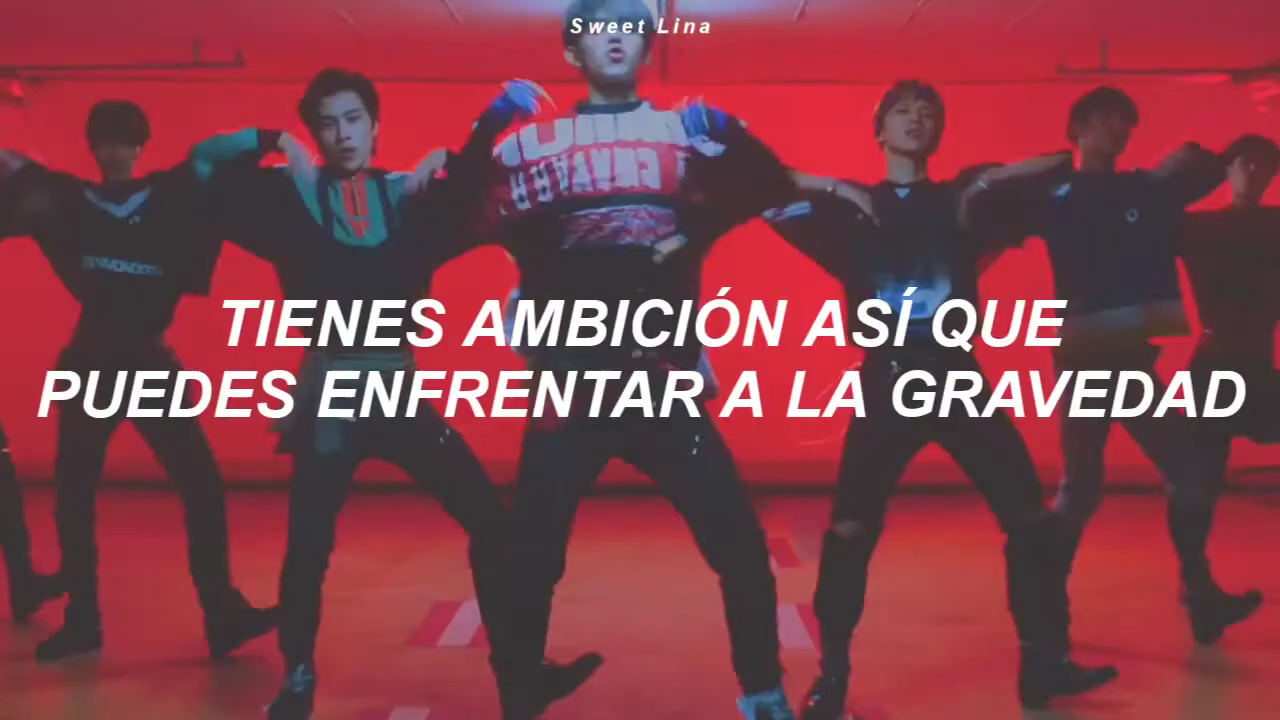 Sweet Lina
TIENES AMBICIÓN ASÍ QUE
PUEDES ENFRENTAR A LA GRAVEDAD